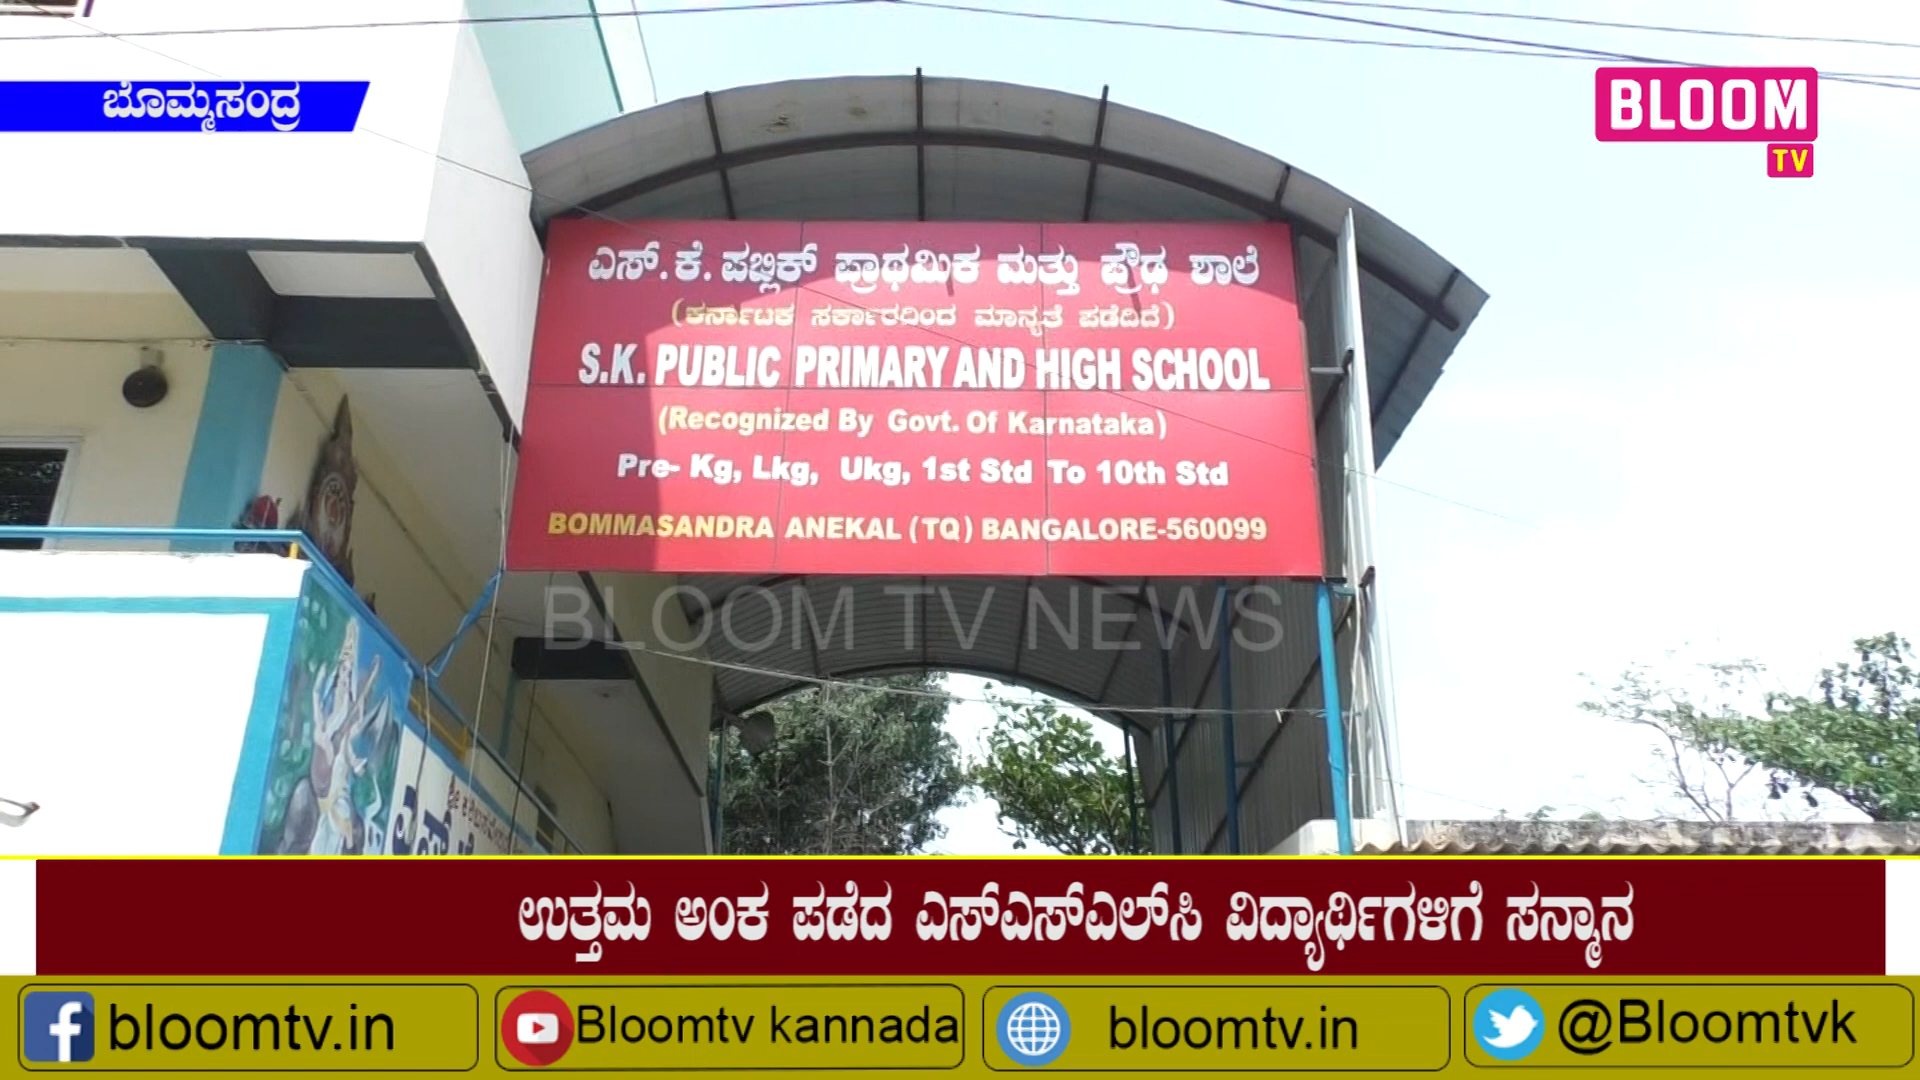 ಬೊಮ್ಮಸಂದ್ರ
BLOOM
TV
ಎಸ್.ಕೆ. ಪಬ್ಲಿಕ್ ಪ್ರಾಥಮಿಕ ಮತ್ತು ಪ್ರೌಢ ಶಾಲೆ
(ಕರ್ನಾಟಕ ಸರ್ಕಾರದಿಂದ ಮಾನ್ಯತೆ ಪಡೆದಿದೆ)
S.K. PUBLIC PRIMARY AND HIGH SCHOOL
(Recognized By Govt. Of Karnataka)
Pre- Kg, Lkg, Ukg, 1st Std To 10th Std
BOMMASANDRA ANEKAL (TQ) BANGALORE-560099
BLOOM TV NEWS
ಉತ್ತಮ ಅಂಕ ಪಡೆದ ಎಸ್‌ಎಸ್‌ಎಲ್‌ಸಿ ವಿದ್ಯಾರ್ಥಿಗಳಿಗೆ ಸನ್ಮಾನ
bloomtv.in
Bloomtv kannada
bloomtv.in
@Bloomtvk